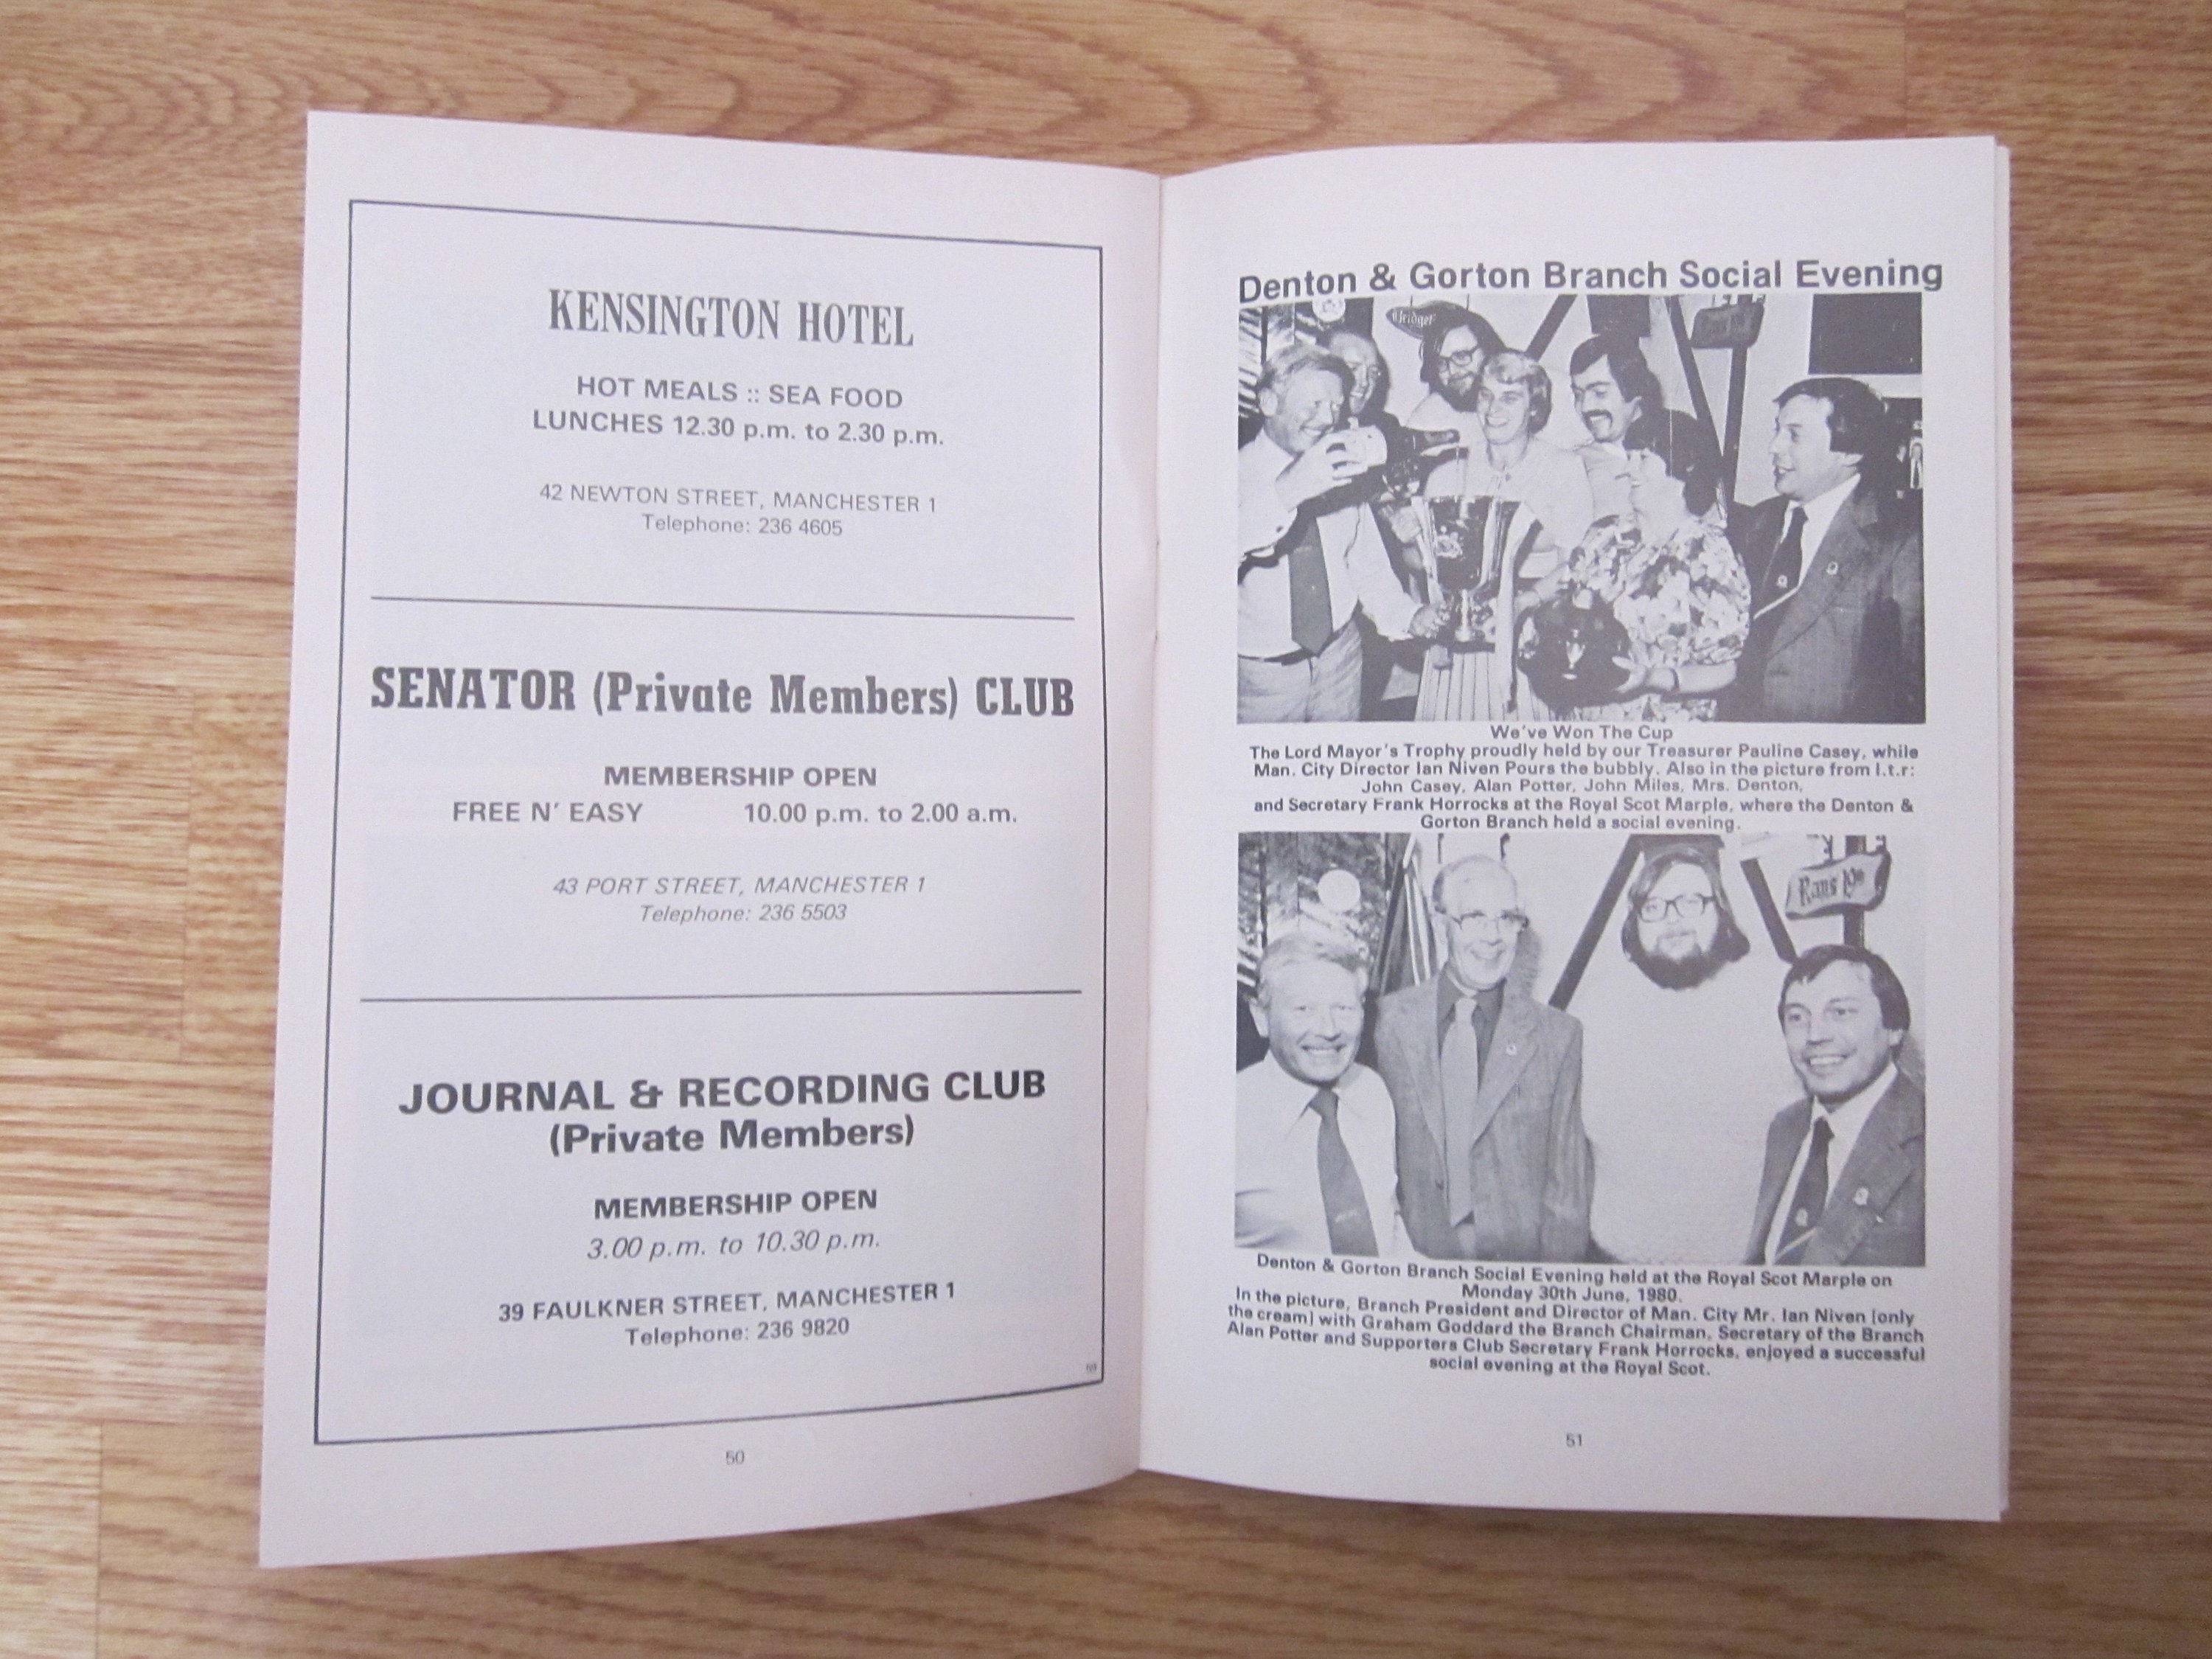 KENSINGTON HOTEL
HOT MEALS :: SEA FOOD
LUNCHES 12.30 p.m. to 2.30 p.m.
42 NEWTON STREET, MANCHESTER 1
Telephone: 236 4605
SENATOR (Private Members) CLUB
MEMBERSHIP OPEN
FREE N' EASY 10.00 p.m. to 2.00 a.m.
43 PORT STREET, MANCHESTER 1
Telephone: 236 5503
JOURNAL & RECORDING CLUB
(Private Members)
MEMBERSHIP OPEN
3.00 p.m. to 10.30 p.m.
39 FAULKNER STREET, MANCHESTER 1
Telephone: 236 9820
50
Denton & Gorton Branch Social Evening
We've Won The Cup
The Lord Mayor's Trophy proudly held by our Treasurer Pauline Casey, while
Man. City Director Ian Niven Pours the bubbly. Also in the picture from l.t.r:
John Casey, Alan Potter, John Miles, Mrs. Denton,
and Secretary Frank Horrocks at the Royal Scot Marple, where the Denton &
Gorton Branch held a social evening.
Denton & Gorton Branch Social Evening held at the Royal Scot Marple on
Monday 30th June, 1980.
In the picture, Branch President and Director of Man. City Mr. Ian Niven [only
the cream] with Graham Goddard the Branch Chairman, Secretary of the Branch
Alan Potter and Supporters Club Secretary Frank Horrocks, enjoyed a successful
social evening at the Royal Scot.
51